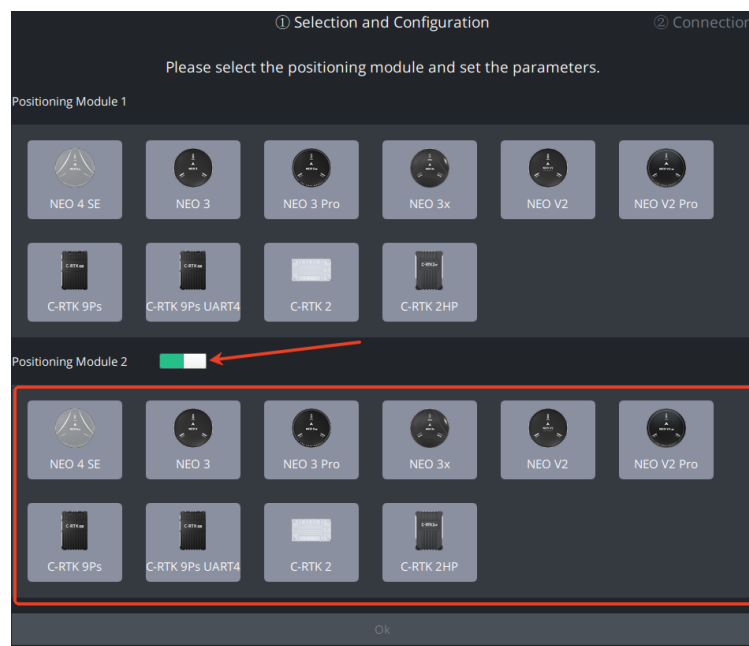 ① Selection and Configuration
② Connection
Please select the positioning module and set the parameters.
Positioning Module 1
NEO 4 SE
NEO 3
NEO 3 Pro
NEO 3x
NEO V2
NEO V2 Pro
C-RTK 9Ps
C-RTK 9Ps UART4
C-RTK 2
C-RTK 2HP
Positioning Module 2
NEO 4 SE
NEO 3
NEO 3 Pro
NEO 3x
NEO V2
NEO V2 Pro
C-RTK 9Ps
C-RTK 9Ps UART4
C-RTK 2
C-RTK 2HP
Ok